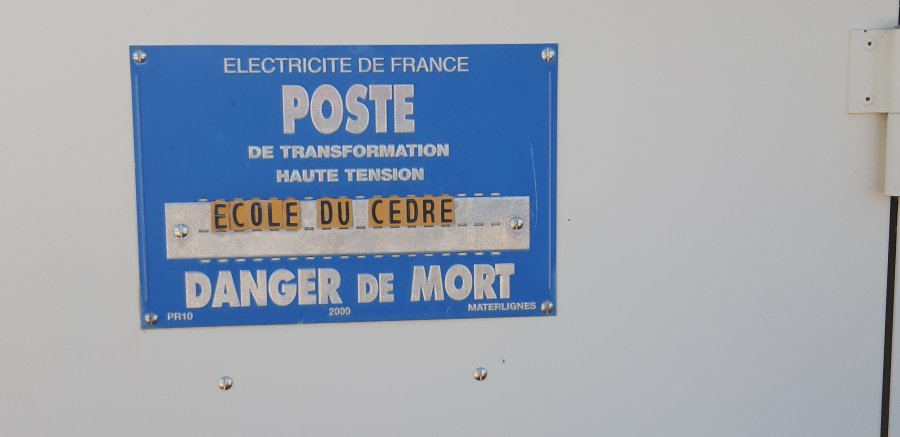 ELECTRICITE DE FRANCE
POSTE
DE TRANSFORMATION
HAUTE TENSION
ECOLE DU CEDRE
DANGER DE MORT
PR10 2000 MATERLIGNES